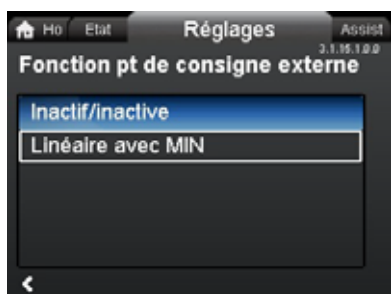 Ho Etat Réglages Assist
3.1.15.1.0.0
Fonction pt de consigne externe
Inactif/inactive
Linéaire avec MIN